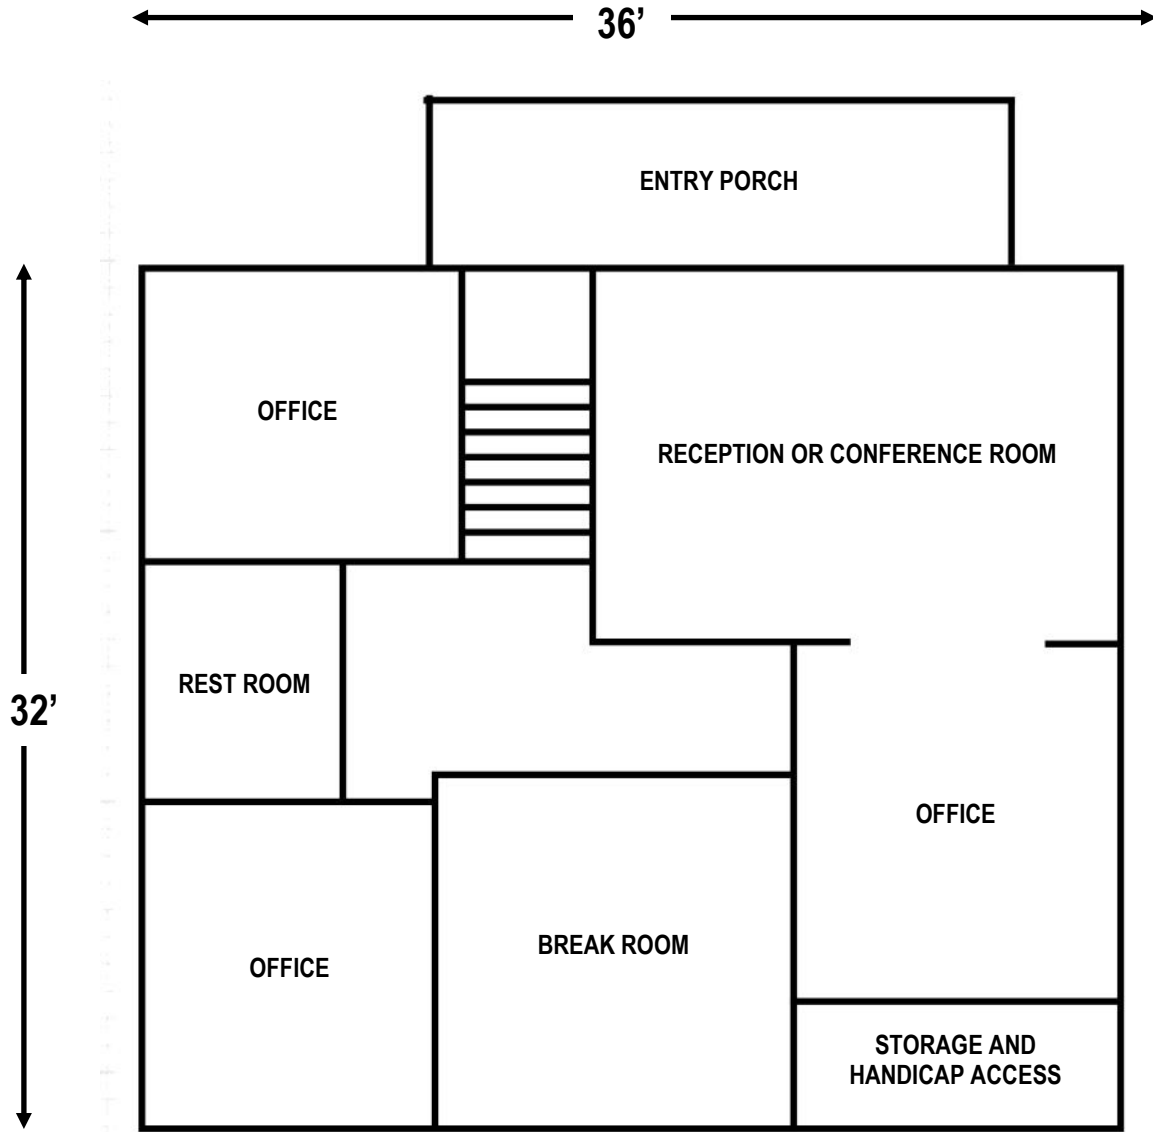 36’
ENTRY PORCH
OFFICE
RECEPTION OR CONFERENCE ROOM
REST ROOM
32’
OFFICE
BREAK ROOM
OFFICE
STORAGE AND
HANDICAP ACCESS